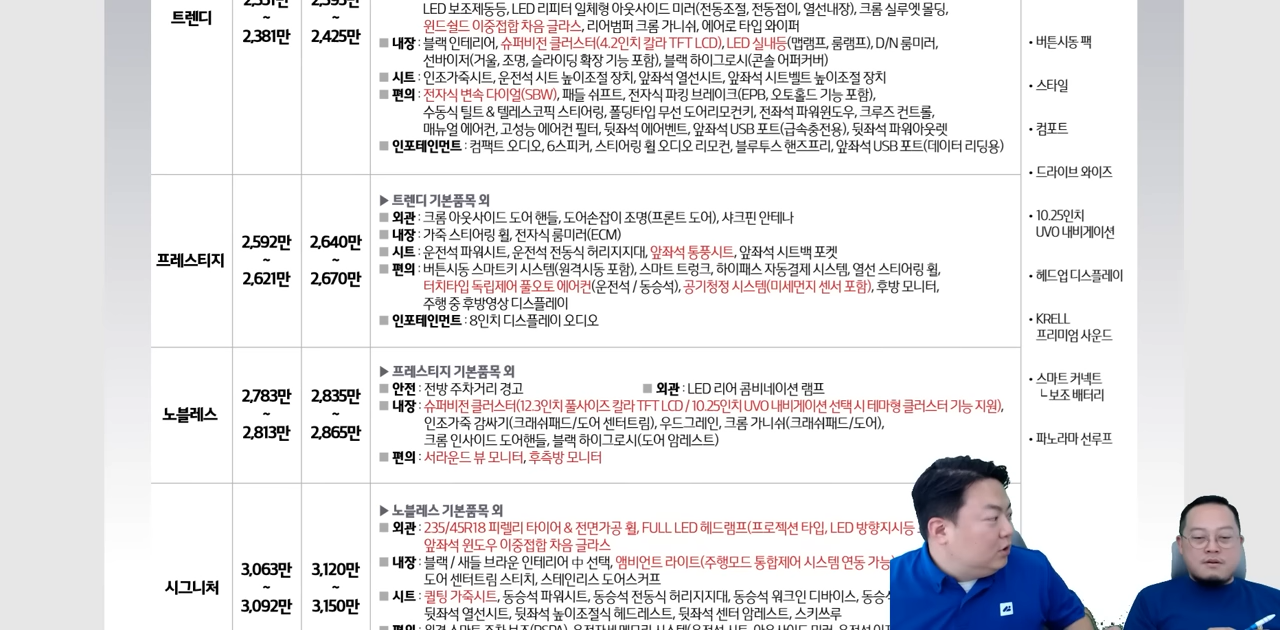 트렌디
2,381만
2,425만
LED 보조제동등, LED 리피터 일체형 아웃사이드 미러(전동조절, 전동접이, 열선내장), 크롬 실루엣 몰딩,
윈드쉴드 이중접합 차음 글라스, 리어범퍼 크롬 가니쉬, 에어로 타입 와이퍼
■ 내장 : 블랙 인테리어, 슈퍼비전 클러스터(4.2인치 칼라 TFT LCD), LED 실내등(맵램프, 룸램프), D/N 룸미러,
선바이저(거울, 조명, 슬라이딩 확장 기능 포함), 블랙 하이그로시(콘솔 어퍼커버)
■ 시트 : 인조가죽시트, 운전석 시트 높이조절 장치, 앞좌석 열선시트, 앞좌석 시트벨트 높이조절 장치
■ 편의 : 전자식 변속 다이얼(SBW), 패들 쉬프트, 전자식 파킹 브레이크(EPB, 오토홀드 기능 포함),
수동식 틸트 & 텔레스코픽 스티어링, 폴딩타입 무선 도어리모컨키, 전좌석 파워윈도우, 크루즈 컨트롤,
매뉴얼 에어컨, 고성능 에어컨 필터, 뒷좌석 에어벤트, 앞좌석 USB 포트(급속충전용), 뒷좌석 파워아웃렛
■ 인포테인먼트 : 컴팩트 오디오, 6스피커, 스티어링 휠 오디오 리모컨, 블루투스 핸즈프리, 앞좌석 USB 포트(데이터 리딩용)
프레스티지
2,592만
~
2,621만
2,640만
~
2,670만
▶ 트렌디 기본품목 외
■ 외관 : 크롬 아웃사이드 도어 핸들, 도어손잡이 조명(프론트 도어), 샤크핀 안테나
■ 내장 : 가죽 스티어링 휠, 전자식 룸미러(ECM)
■ 시트 : 운전석 파워시트, 운전석 전동식 허리지지대, 앞좌석 통풍시트, 앞좌석 시트백 포켓
■ 편의 : 버튼시동 스마트키 시스템(원격시동 포함), 스마트 트렁크, 하이패스 자동결제 시스템, 열선 스티어링 휠,
터치타입 독립제어 풀오토 에어컨(운전석 / 동승석), 공기청정 시스템(미세먼지 센서 포함), 후방 모니터,
주행 중 후방영상 디스플레이
■ 인포테인먼트 : 8인치 디스플레이 오디오
노블레스
2,783만
~
2,813만
2,835만
~
2,865만
▶ 프레스티지 기본품목 외
■ 안전 : 전방 주차거리 경고 ■ 외관 : LED 리어 콤비네이션 램프
■ 내장 : 슈퍼비전 클러스터(12.3인치 풀사이즈 칼라 TFT LCD / 10.25인치 UVO 내비게이션 선택 시 테마형 클러스터 기능 지원),
인조가죽 감싸기(크래쉬패드/도어 센터트림), 우드그레인, 크롬 가니쉬(크래쉬패드/도어),
크롬 인사이드 도어핸들, 블랙 하이그로시(도어 암레스트)
■ 편의 : 서라운드 뷰 모니터, 후측방 모니터
시그니처
3,063만
~
3,092만
3,120만
~
3,150만
▶ 노블레스 기본품목 외
■ 외관 : 235/45R18 피렐리 타이어 & 전면가공 휠, FULL LED 헤드램프(프로젝션 타입, LED 방향지시등
앞좌석 윈도우 이중접합 차음 글라스
■ 내장 : 블랙 / 새들 브라운 인테리어 中 선택, 앰비언트 라이트(주행모드 통합제어 시스템 연동 가능
도어 센터트림 스티치, 스테인리스 도어스커프
■ 시트 : 퀼팅 가죽시트, 동승석 파워시트, 동승석 전동식 허리지지대, 동승석 워크인 디바이스,
뒷좌석 열선시트, 뒷좌석 높이조절식 헤드레스트, 뒷좌석 센터 암레스트, 스키쓰루
• 버튼시동 팩
• 스타일
• 컴포트
• 드라이브 와이즈
• 10.25인치
UVO 내비게이션
• 헤드업 디스플레이
• KRELL
프리미엄 사운드
• 스마트 커넥트
└ 보조 배터리
• 파노라마 선루프